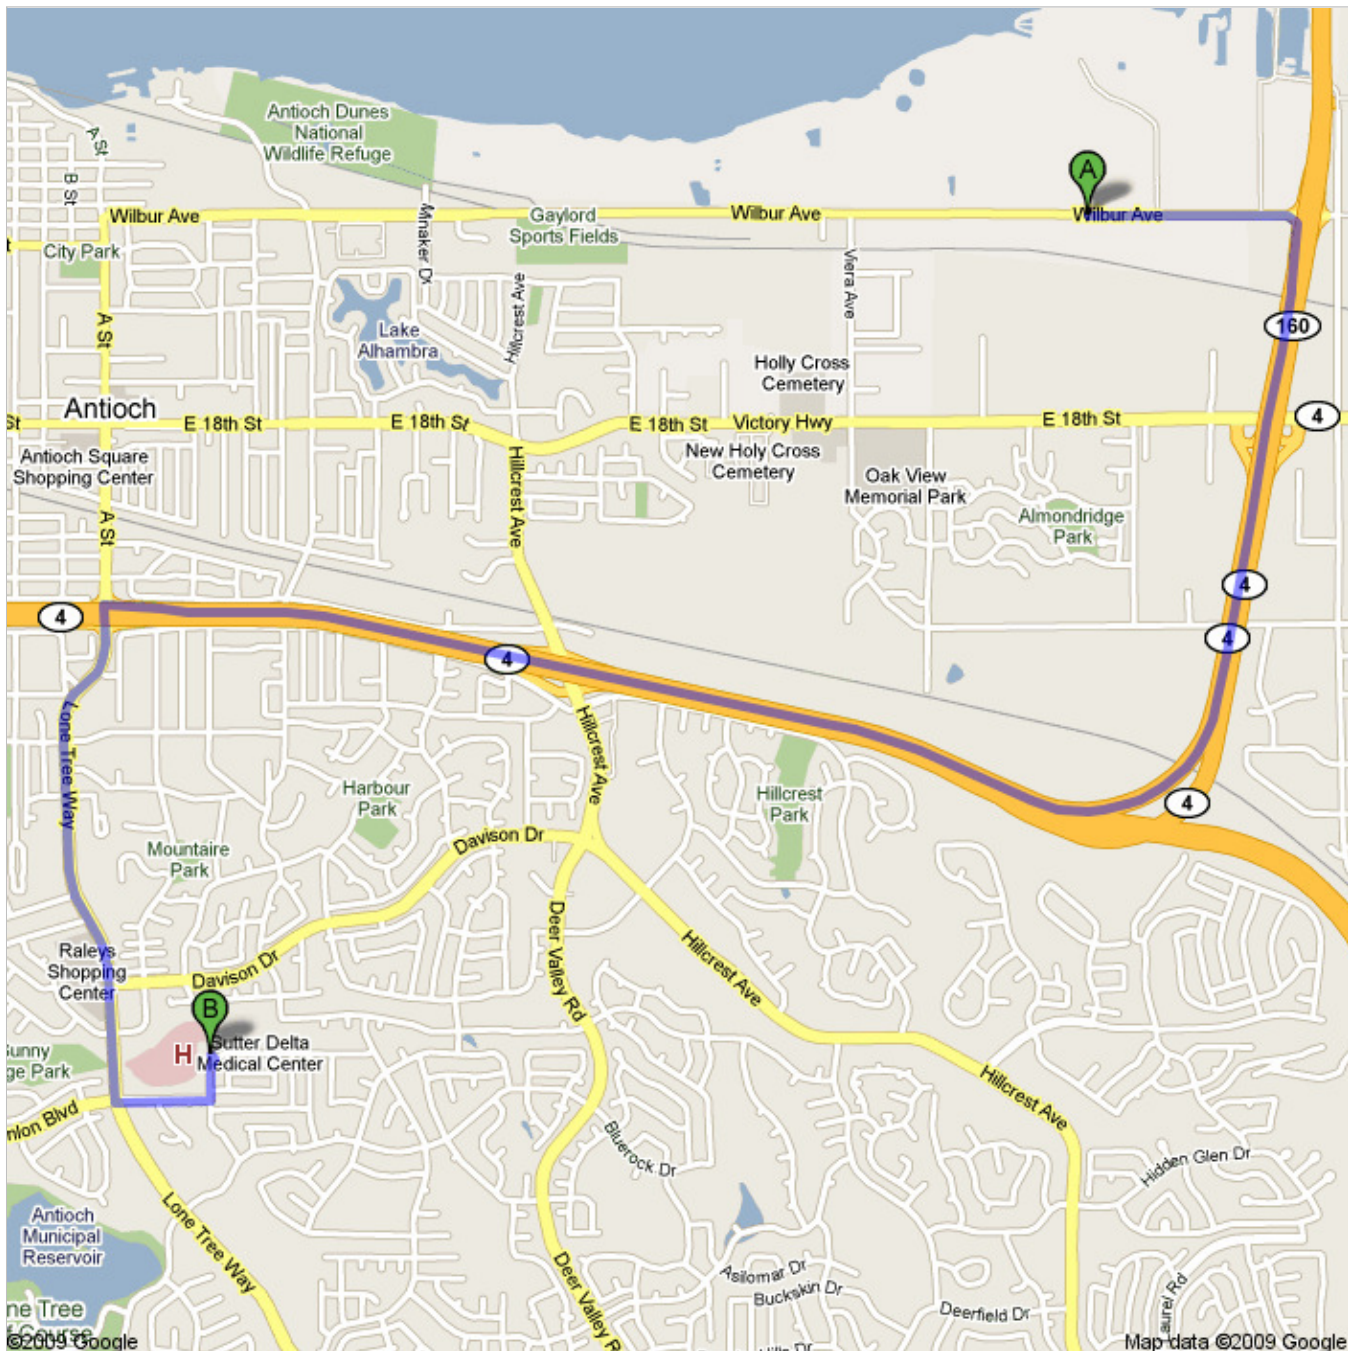 Antioch Dunes
National
Wildlife Refuge
A St
B St
A
Wilbur Ave
Gaylord
Sports Fields
Wilbur Ave
Wilbur Ave
City Park
Minaker Dr
Hillcrest Ave
Viera Ave
A St
Lake
Alhambra
160
Holly Cross
Cemetery
Antioch
4
St
E 18th St
E 18th St
E 18th St
Victory Hwy
E 18th St
Antioch Square
Shopping Center
New Holy Cross
Cemetery
Oak View
Memorial Park
Hillcrest Ave
A St
Almondridge
Park
4
4
4
4
Lone Tree Way
Hillcrest Ave
Harbour
Park
Hillcrest
Park
4
Mountaire
Park
Davison Dr
Raleys
Shopping
Center
Davison Dr
Deer Valley Rd
Hillcrest Ave
B
H
Sutter Delta
Medical Center
Hillcrest Ave
Bluerock Dr
Hidden Glen Dr
Antioch
Municipal
Reservoir
Lone Tree Way
Deer Valley R
Asilomar Dr
Buckskin Dr
Deerfield Dr
aurel Rd
ne Tree
©2009 Google
Map data ©2009 Google